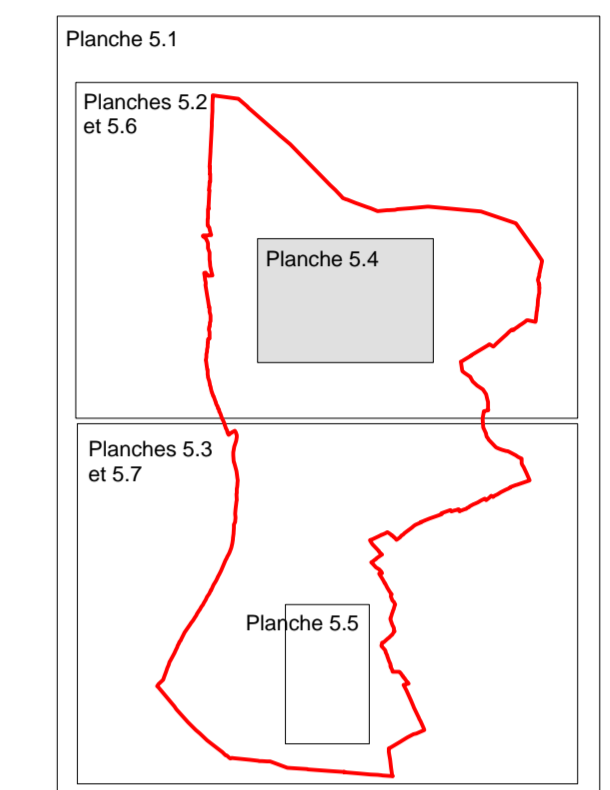 Planche 5.1
Planches 5.2
et 5.6
Planche 5.4
Planches 5.3
et 5.7
Planche 5.5